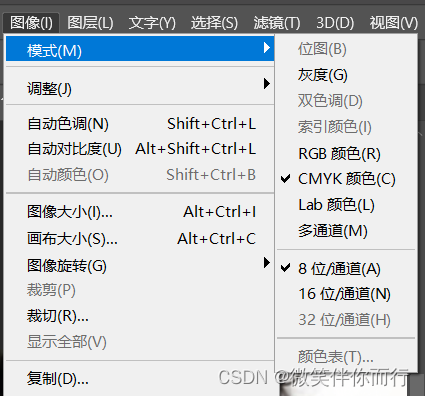 图像(I) 图层(L) 文字(Y) 选择(S) 滤镜(T) 3D(D) 视图(V)
模式(M)
调整(J)
自动色调(N) Shift+Ctrl+L
自动对比度(U) Alt+Shift+Ctrl+L
自动颜色(O) Shift+Ctrl+B
图像大小(I)... Alt+Ctrl+I
画布大小(S)... Alt+Ctrl+C
图像旋转(G)
裁剪(P)
裁切(R)...
显示全部(V)
复制(D)...
位图(B)
灰度(G)
双色调(D)
索引颜色(I)
RGB 颜色(R)
CMYK 颜色(C)
Lab 颜色(L)
多通道(M)
8 位/通道(A)
16 位/通道(N)
32 位/通道(H)
颜色表(T)...
CSDN @微笑伴你而行